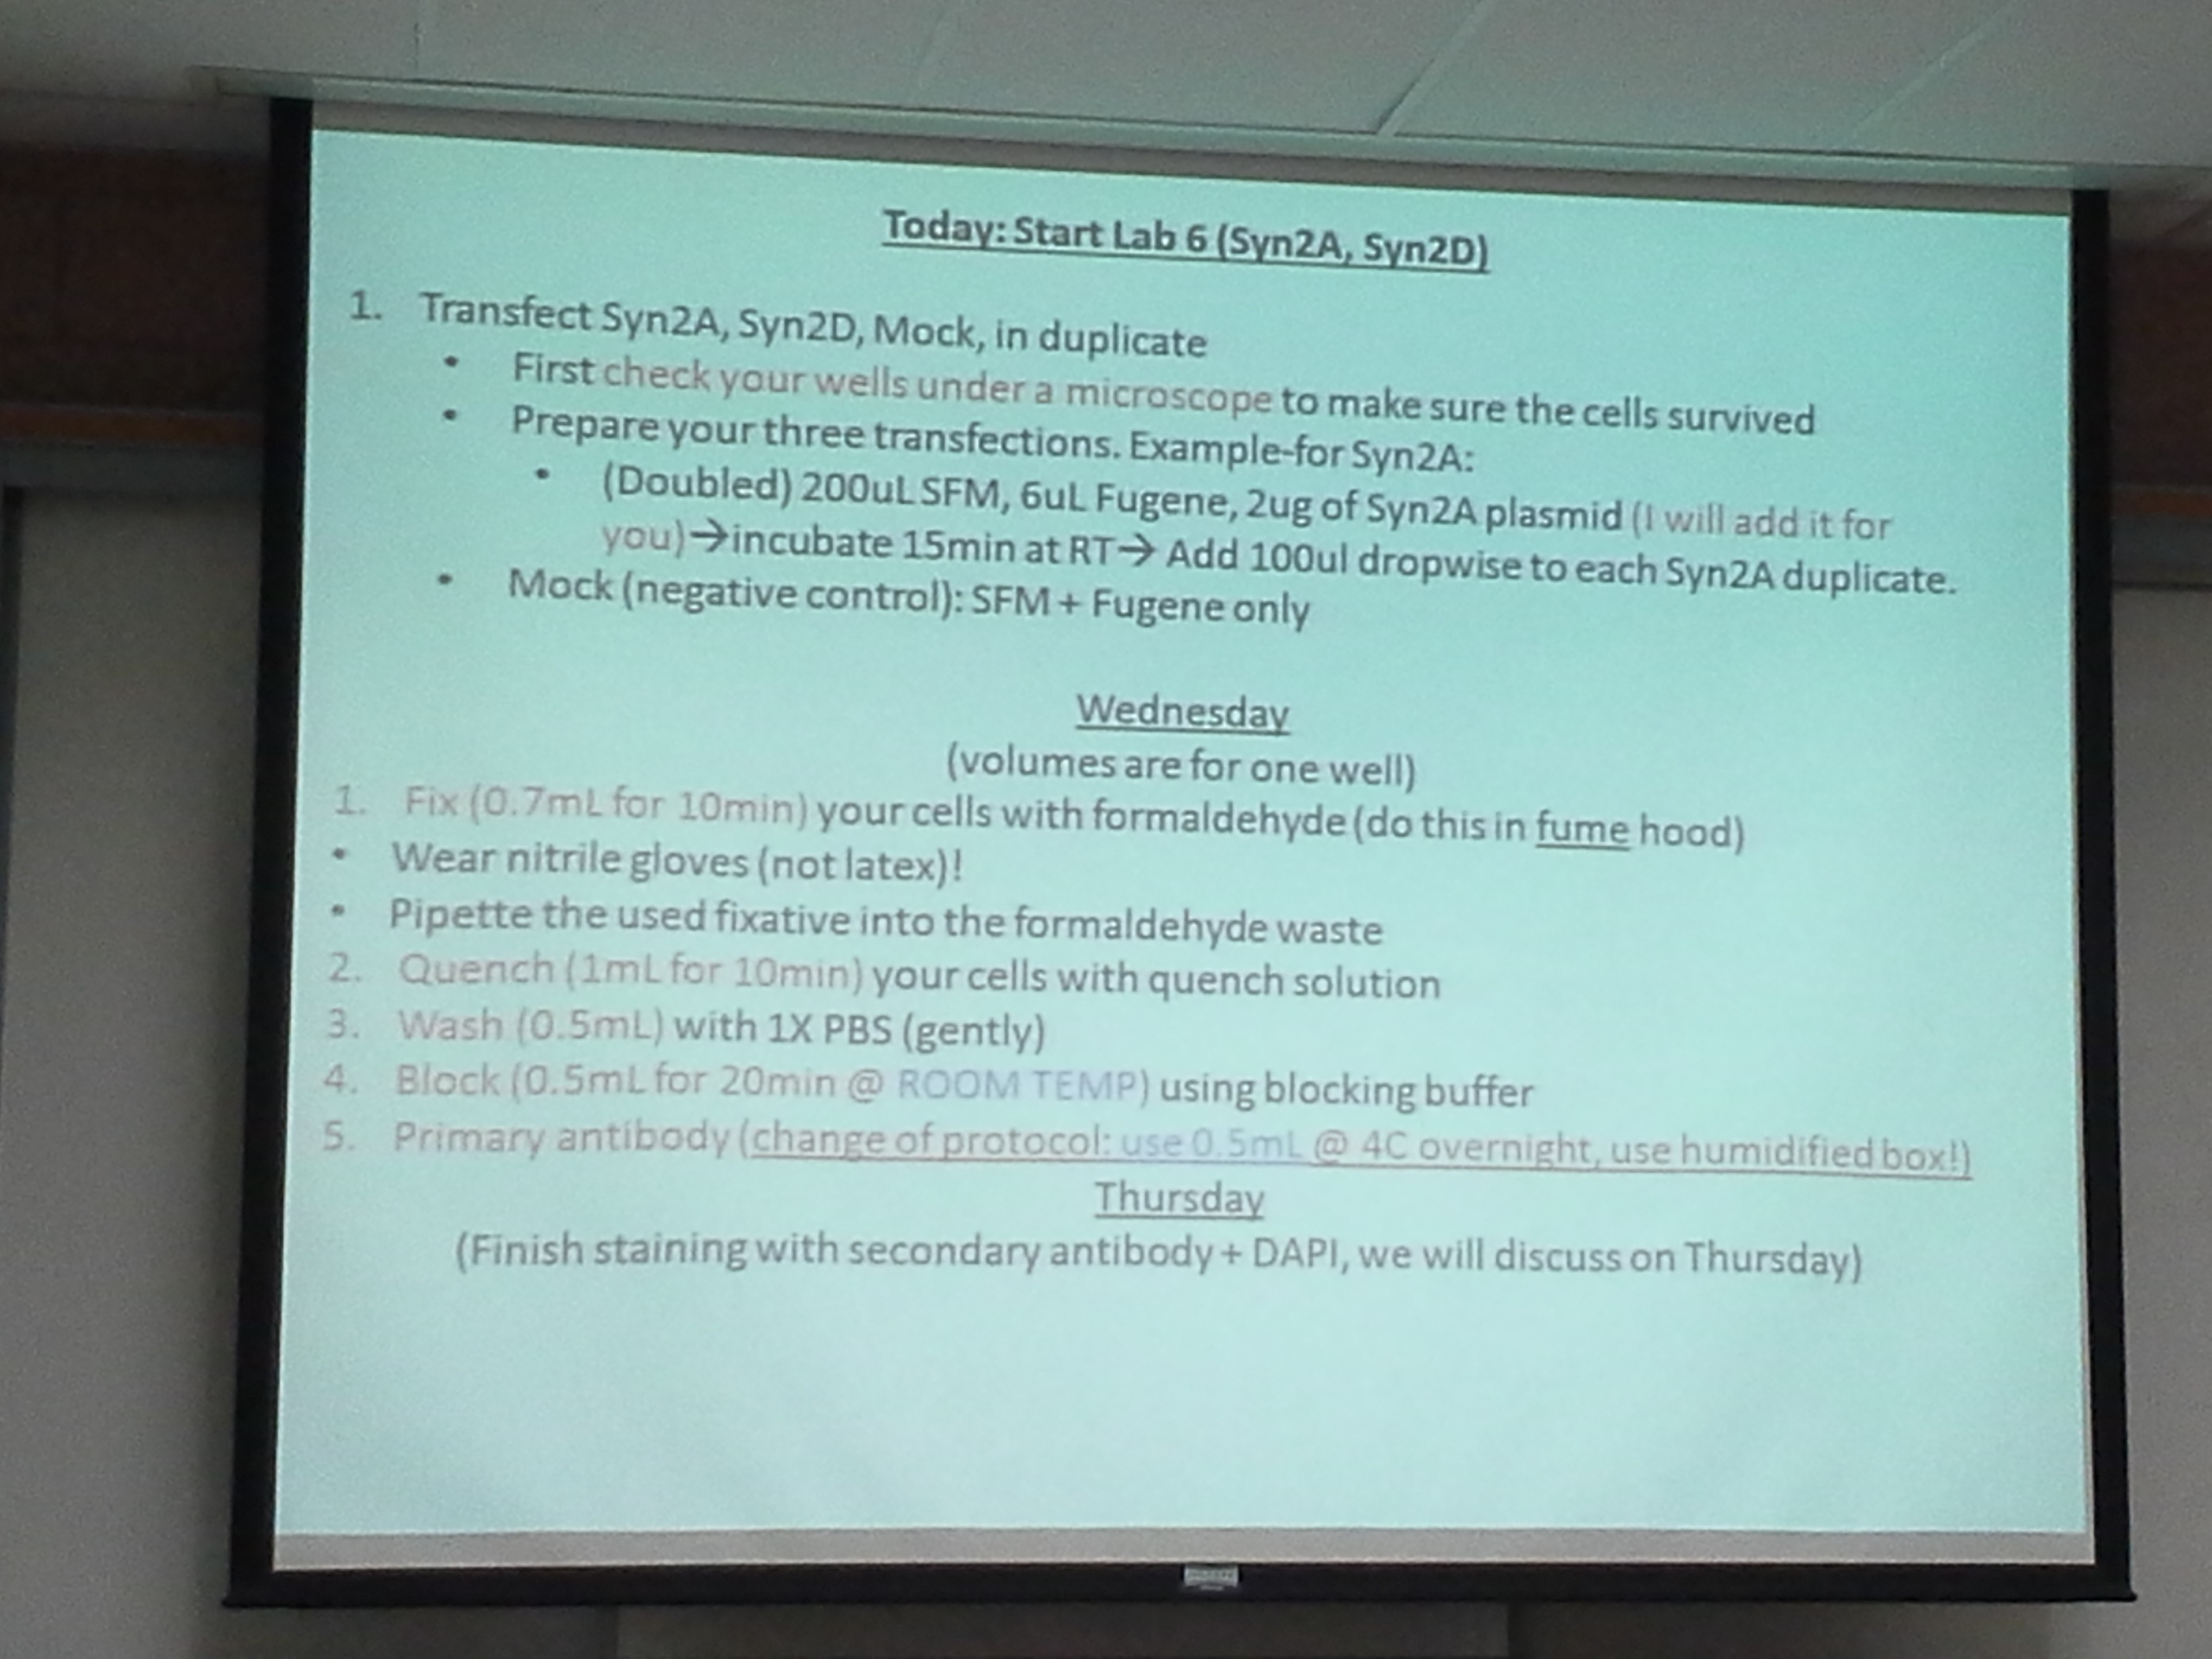 Today: Start Lab 6 (Syn2A, Syn2D)
1. Transfect Syn2A, Syn2D, Mock, in duplicate
• First check your wells under a microscope to make sure the cells survived
• Prepare your three transfections. Example-for Syn2A:
• (Doubled) 200uL SFM, 6uL Fugene, 2ug of Syn2A plasmid (I will add it for
you)→incubate 15min at RT→ Add 100ul dropwise to each Syn2A duplicate.
• Mock (negative control): SFM + Fugene only
Wednesday
(volumes are for one well)
1. Fix (0.7mL for 10min) your cells with formaldehyde (do this in fume hood)
• Wear nitrile gloves (not latex)!
• Pipette the used fixative into the formaldehyde waste
2. Quench (1mL for 10min) your cells with quench solution
3. Wash (0.5mL) with 1X PBS (gently)
4. Block (0.5mL for 20min @ ROOM TEMP) using blocking buffer
5. Primary antibody (change of protocol: use 0.5mL @ 4C overnight, use humidified box!)
Thursday
(Finish staining with secondary antibody + DAPI, we will discuss on Thursday)